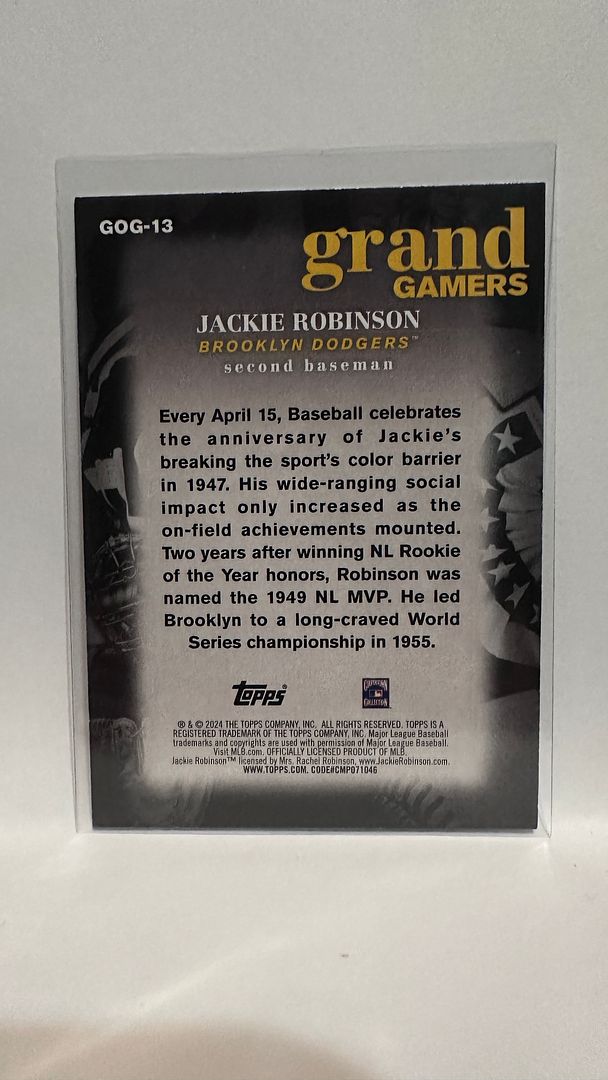 GOG-13
grand
GAMERS
JACKIE ROBINSON
BROOKLYN DODGERS™
second baseman
Every April 15, Baseball celebrates
the anniversary of Jackie's
breaking the sport's color barrier
in 1947. His wide-ranging social
impact only increased as the
on-field achievements mounted.
Two years after winning NL Rookie
of the Year honors, Robinson was
named the 1949 NL MVP. He led
Brooklyn to a long-craved World
Series championship in 1955.
topps®
COOPERSTOWN
COLLECTION
® & © 2024 THE TOPPS COMPANY, INC. ALL RIGHTS RESERVED. TOPPS IS A
REGISTERED TRADEMARK OF THE TOPPS COMPANY, INC. Major League Baseball
trademarks and copyrights are used with permission of Major League Baseball.
Visit MLB.com. OFFICIALLY LICENSED PRODUCT OF MLB.
Jackie Robinson™ licensed by Mrs. Rachel Robinson, www.JackieRobinson.com.
WWW.TOPPS.COM. CODE#CMP071046